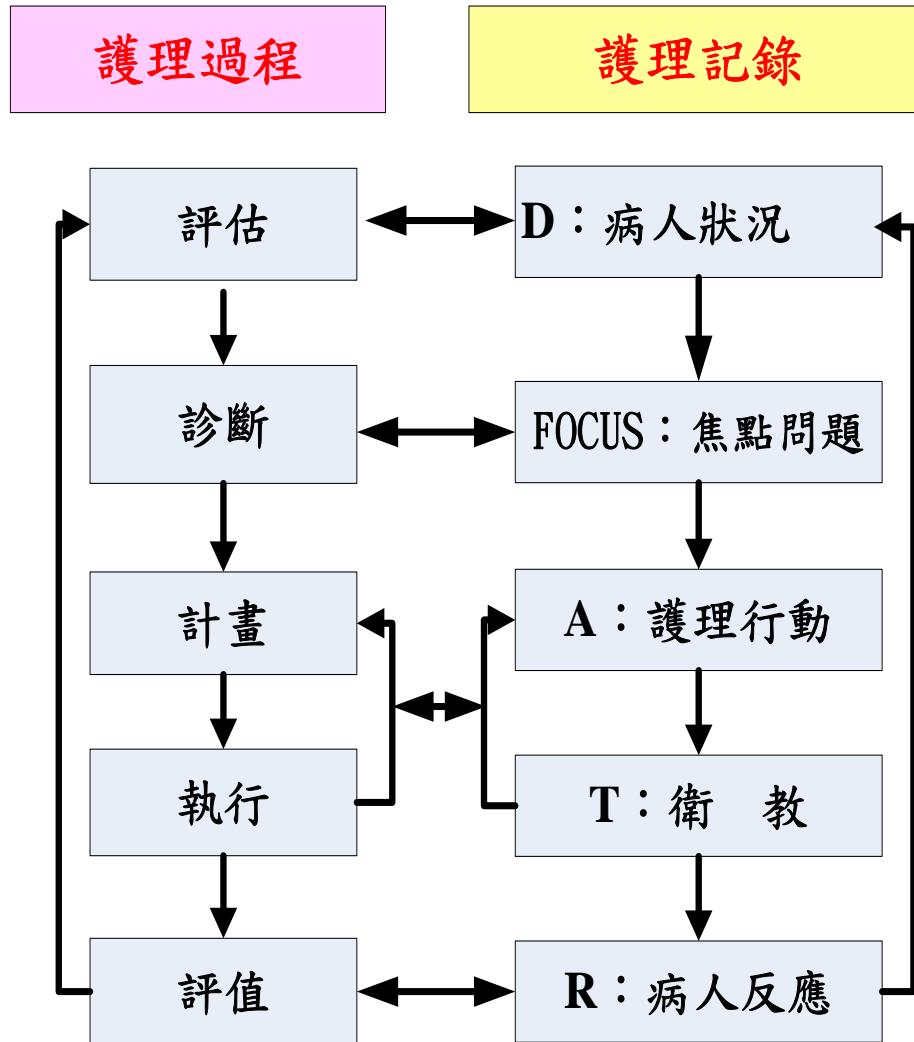 護理過程
護理記錄
評估
D：病人狀況
診斷
FOCUS：焦點問題
計畫
A：護理行動
執行
T：衛　教
評值
R：病人反應